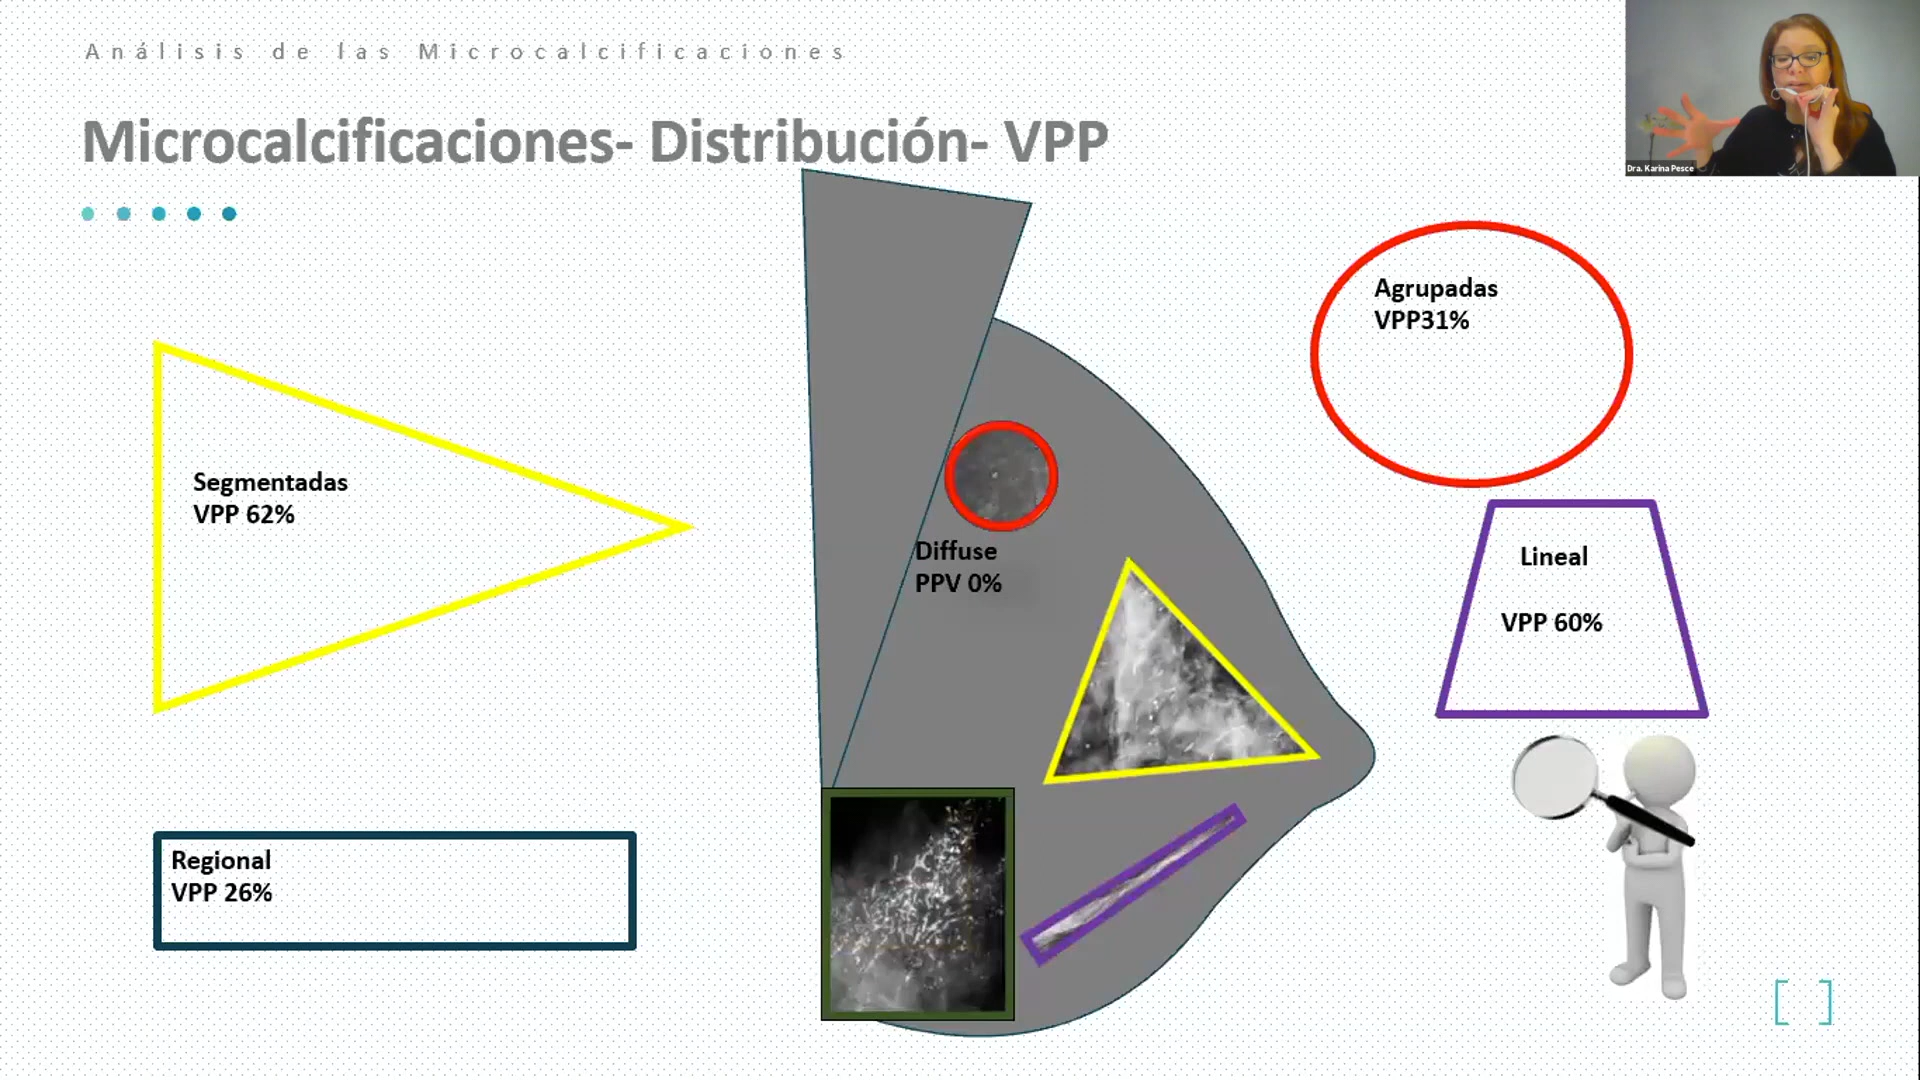 Análisis de las Microcalcificaciones
Microcalcificaciones- Distribución- VPP
Dra. Karina Pesce
Agrupadas
VPP31%
Segmentadas
VPP 62%
Diffuse
PPV 0%
Lineal
VPP 60%
Regional
VPP 26%